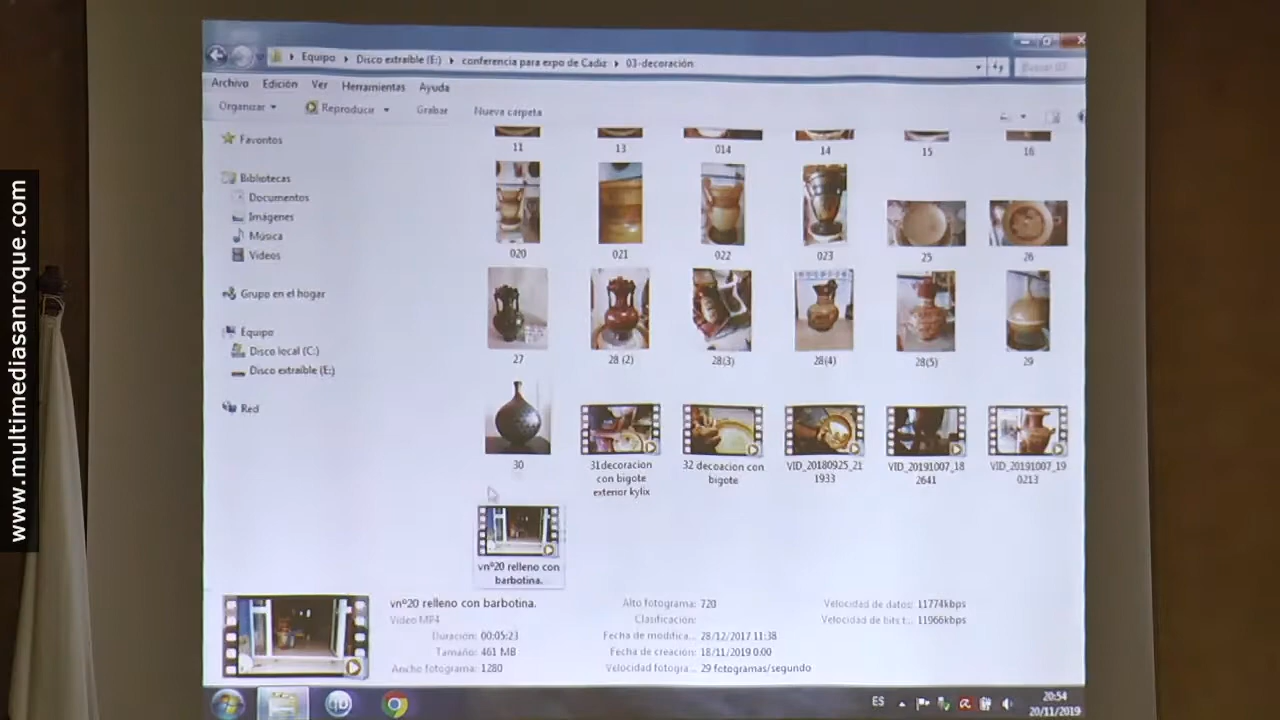 www.multimediasanroque.com
Equipo ▸ Disco extraíble (E:) ▸ conferencia para expo de Cadiz ▸ 03-decoración
Archivo Edición Ver Herramientas Ayuda
Organizar Reproducir Grabar Nueva carpeta
Favoritos
Bibliotecas
Documentos
Imágenes
Música
Vídeos
Grupo en el hogar
Equipo
Disco local (C:)
Disco extraíble (E:)
Red
11 13 014 14 15 16
020 021 022 023 25 26
27 28 (2) 28(3) 28(4) 28(5) 29
30
31decoracion
con bigote
exterior kylix
32 decoacion con
bigote
VID_20180925_21
1933
VID_20191007_18
2641
VID_20191007_19
0213
vnº20 relleno con
barbotina.
vnº20 relleno con barbotina.
Vídeo MP4
Duración: 00:05:23
Tamaño: 461 MB
Ancho fotograma: 1280
Alto fotograma: 720
Clasificación:
Fecha de modifica... 28/12/2017 11:38
Fecha de creación: 18/11/2019 0:00
Velocidad fotogra... 29 fotogramas/segundo
Velocidad de datos: 11774kbps
Velocidad de bits t... 11966kbps
ES
20:54
20/11/2019